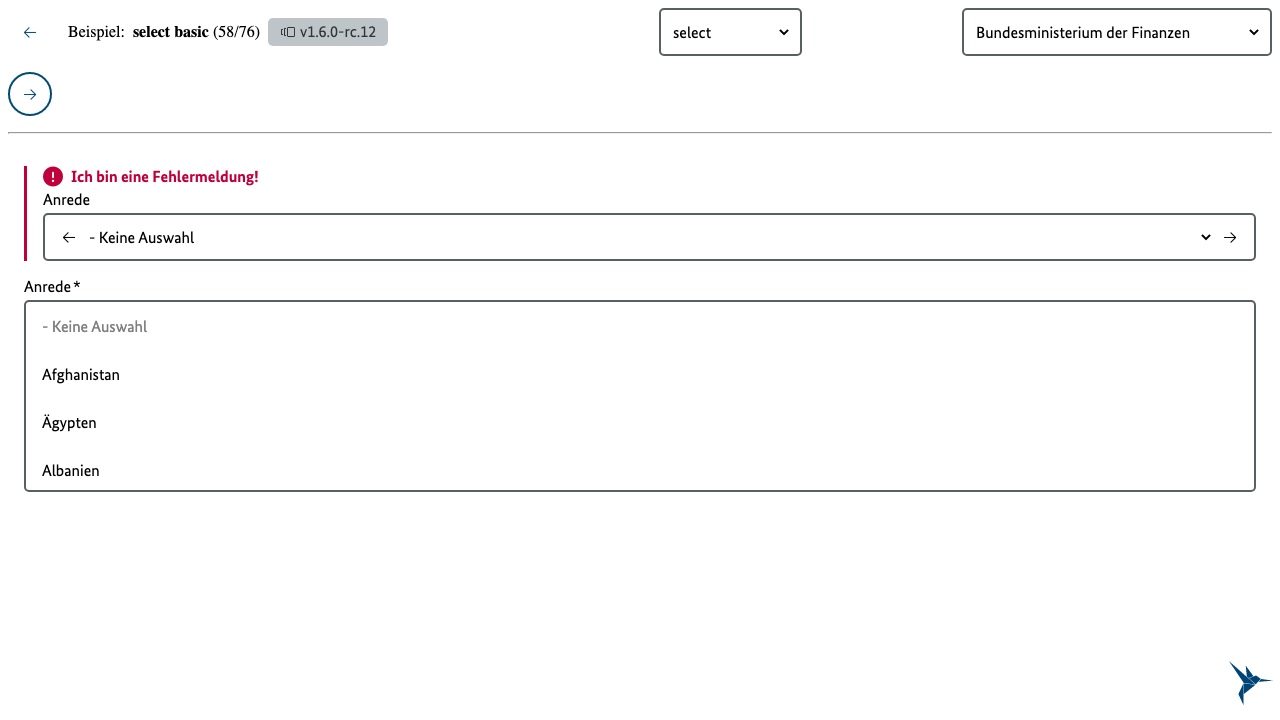 Beispiel: select basic (58/76) v1.6.0-rc.12 select Bundesministerium der Finanzen
Ich bin eine Fehlermeldung!
Anrede
- Keine Auswahl
Anrede*
- Keine Auswahl
Afghanistan
Ägypten
Albanien